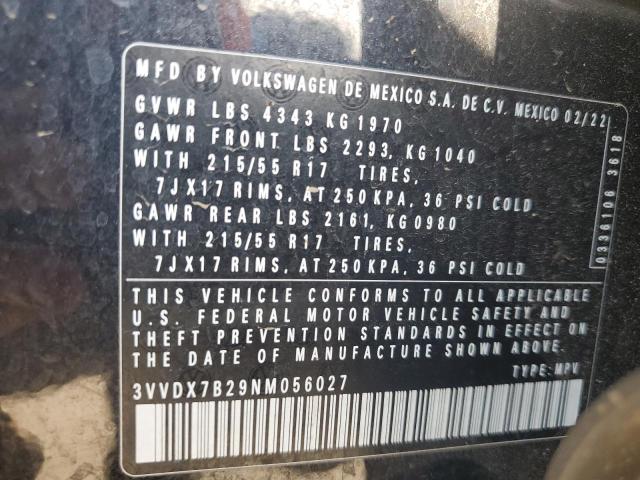 MFD BY VOLKSWAGEN DE MEXICO S.A. DE C.V. MEXICO 02/22
GVWR LBS 4343 KG 1970
GAWR FRONT LBS 2293, KG 1040
WITH 215/55 R17 TIRES,
7JX17 RIMS, AT 250 KPA, 36 PSI COLD
GAWR REAR LBS 2161, KG 0980
WITH 215/55 R17 TIRES,
7JX17 RIMS, AT 250 KPA, 36 PSI COLD
0336106 3618
THIS VEHICLE CONFORMS TO ALL APPLICABLE
U.S. FEDERAL MOTOR VEHICLE SAFETY AND
THEFT PREVENTION STANDARDS IN EFFECT ON
THE DATE OF MANUFACTURE SHOWN ABOVE.
3VVDX7B29NM056027 TYPE: MPV